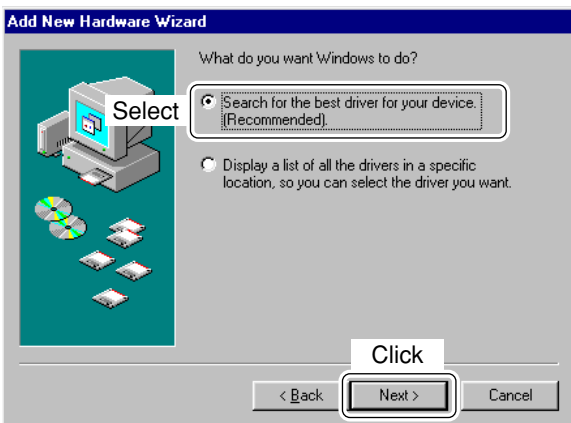 Add New Hardware Wizard
What do you want Windows to do?
Select
Search for the best driver for your device.
(Recommended).
Display a list of all the drivers in a specific
location, so you can select the driver you want.
Click
< Back
Next >
Cancel